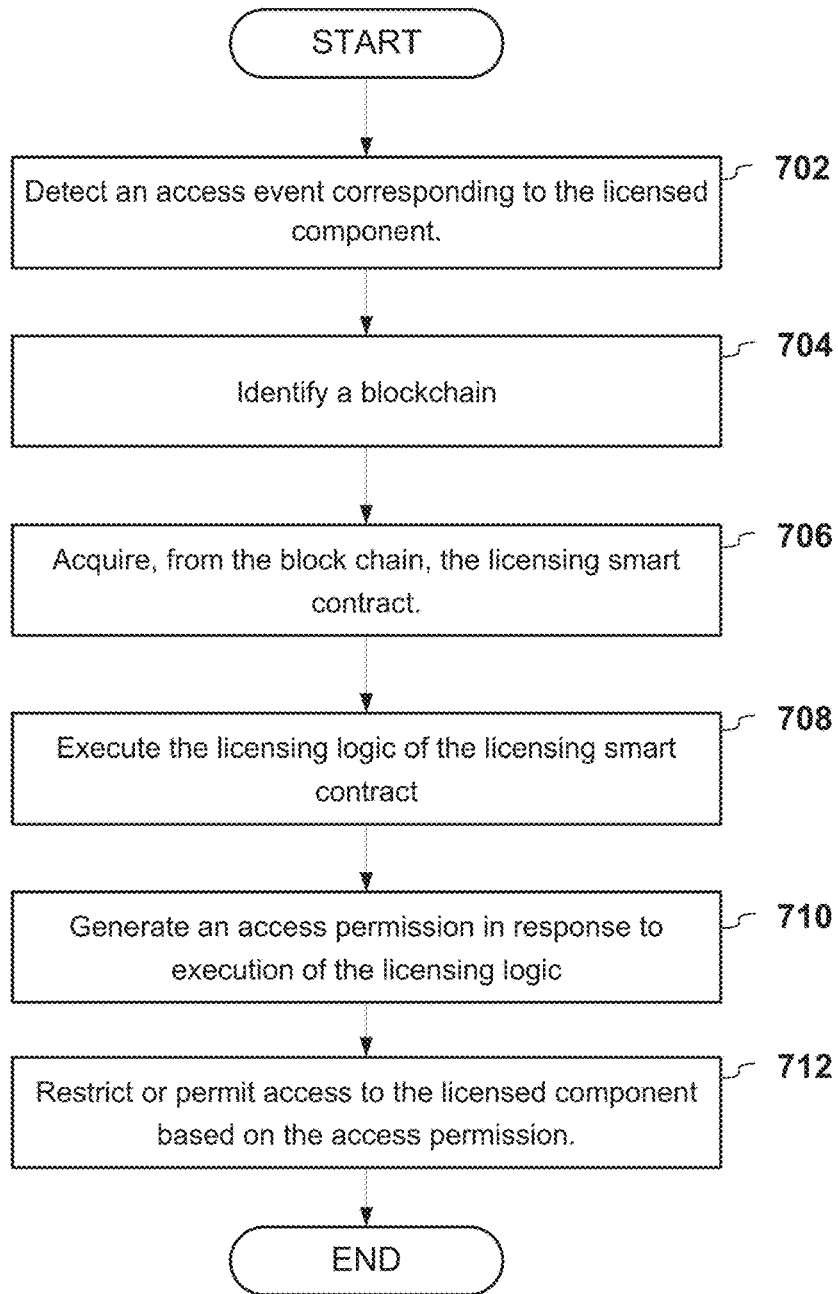 START
702
Detect an access event corresponding to the licensed
component.
704
Identify a blockchain
706
Acquire, from the block chain, the licensing smart
contract.
708
Execute the licensing logic of the licensing smart
contract
710
Generate an access permission in response to
execution of the licensing logic
712
Restrict or permit access to the licensed component
based on the access permission.
END